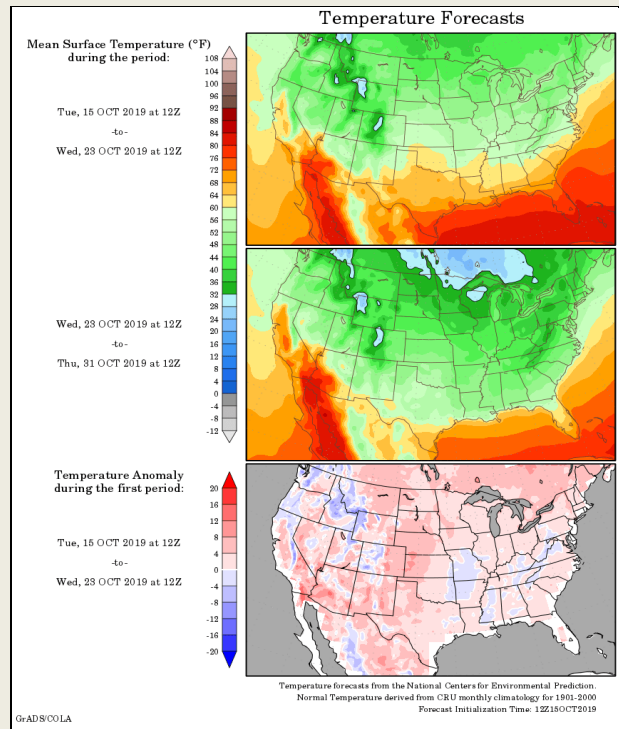 Temperature Forecasts
Mean Surface Temperature (°F)
during the period:
Tue, 15 OCT 2019 at 12Z
-to-
Wed, 23 OCT 2019 at 12Z
108
104
100
96
92
88
84
80
76
72
68
64
60
56
52
48
44
40
36
32
30
28
24
20
16
12
8
4
0
-4
-8
-12
Wed, 23 OCT 2019 at 12Z
-to-
Thu, 31 OCT 2019 at 12Z
Temperature Anomaly
during the first period:
Tue, 15 OCT 2019 at 12Z
-to-
Wed, 23 OCT 2019 at 12Z
20
16
12
8
4
0
-4
-8
-12
-16
-20
Temperature forecasts from the National Centers for Environmental Prediction.
Normal Temperature derived from CRU monthly climatology for 1901-2000
Forecast Initialization Time: 12Z15OCT2019
GrADS/COLA